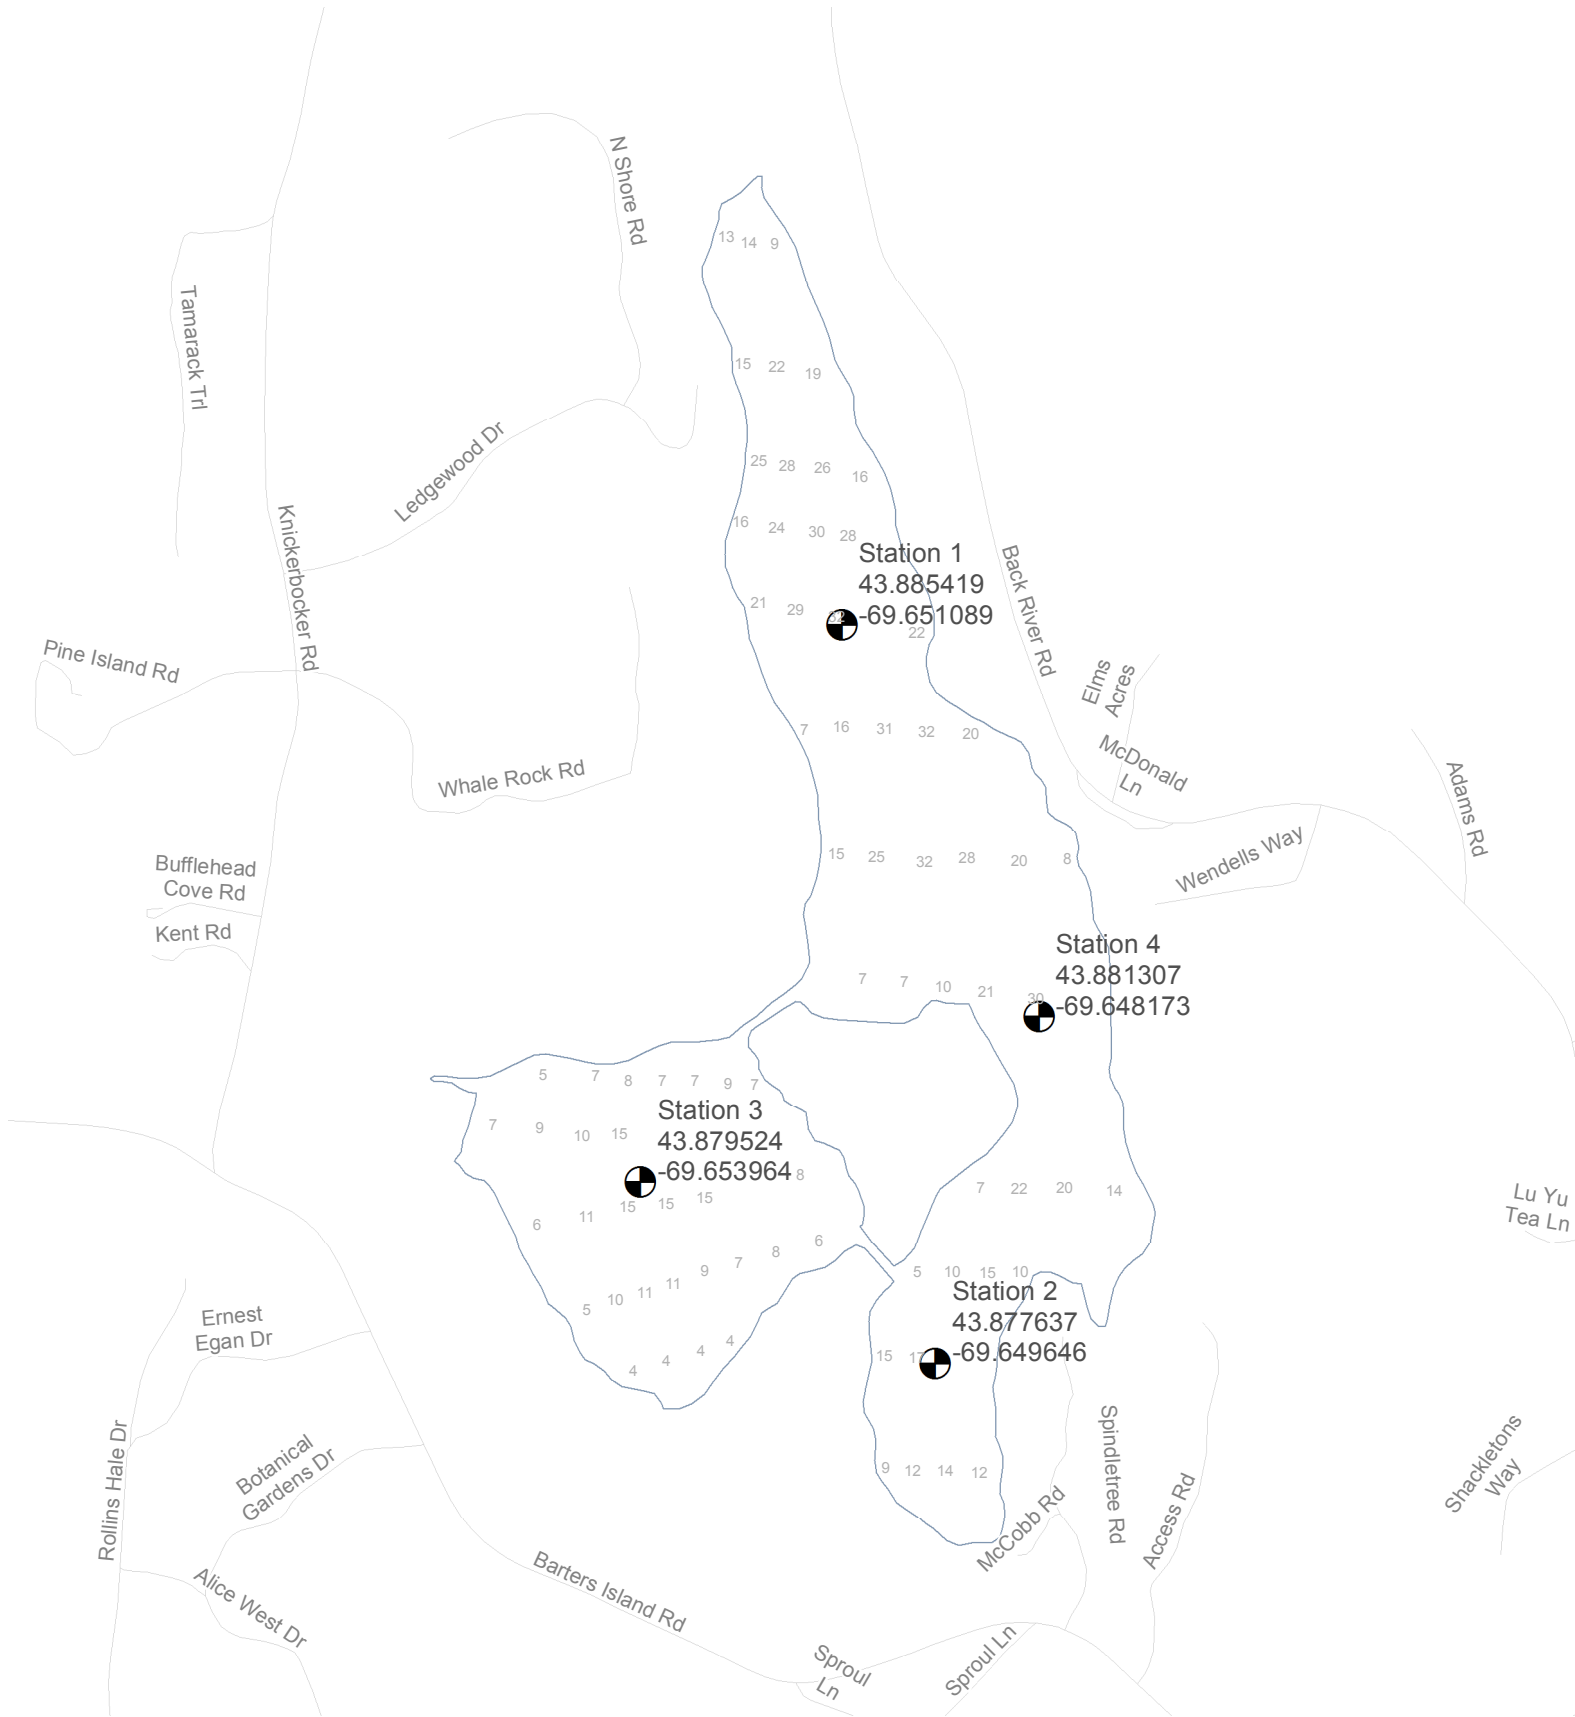 N Shore Rd
13 14 9
Tamarack Trl
15 22 19
Ledgewood Dr
25 28 26 16
16 24 30 28
Knickerbocker Rd
Station 1
43.885419
-69.651089
21 29 32
22
Back River Rd
Pine Island Rd
Elms
Acres
7 16 31 32 20
McDonald
Ln
Whale Rock Rd
Adams Rd
Wendells Way
15 25 32 28 20 8
Bufflehead
Cove Rd
Kent Rd
Station 4
43.881307
-69.648173
7 7 10 21 30
5 7 8 7 7 9 7
Station 3
43.879524
-69.653964
7 9 10 15
8
7 22 20 14
Lu Yu
Tea Ln
6 11 15 15 15
5 10 11 11 9 7 8 6
5 10 15 10
Station 2
43.877637
-69.649646
Ernest
Egan Dr
15 17
4 4 4 4
Rollins Hale Dr
Botanical
Gardens Dr
9 12 14 12
Spindletree Rd
Shackletons
Way
McCobb Rd
Access Rd
Alice West Dr
Barters Island Rd
Sproul
Ln
Sproul Ln